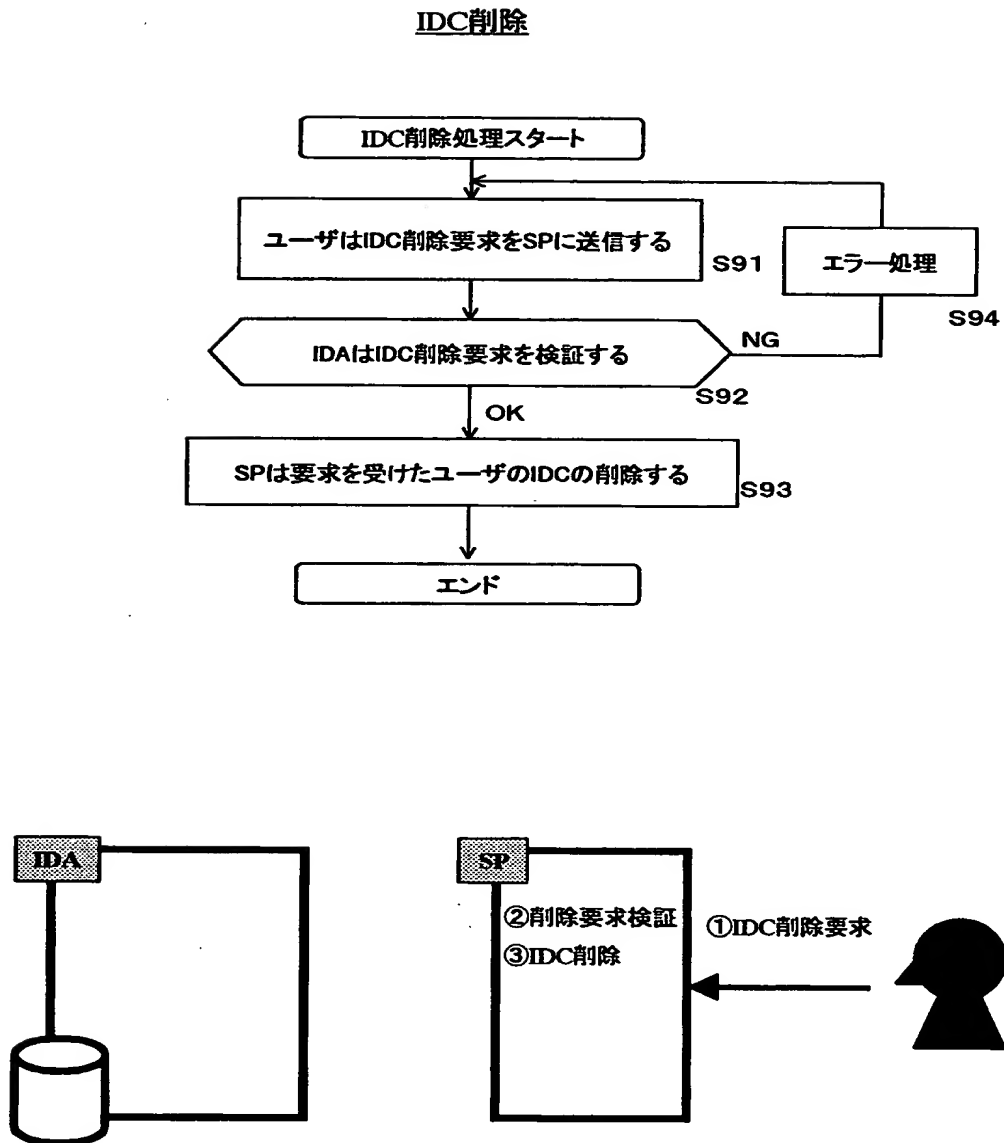 IDC削除
IDC削除処理スタート
ユーザはIDC削除要求をSPに送信する
S91
エラー処理
S94
IDAはIDC削除要求を検証する
NG
S92
OK
SPは要求を受けたユーザのIDCの削除する
S93
エンド
IDA
SP
②削除要求検証
③IDC削除
①IDC削除要求